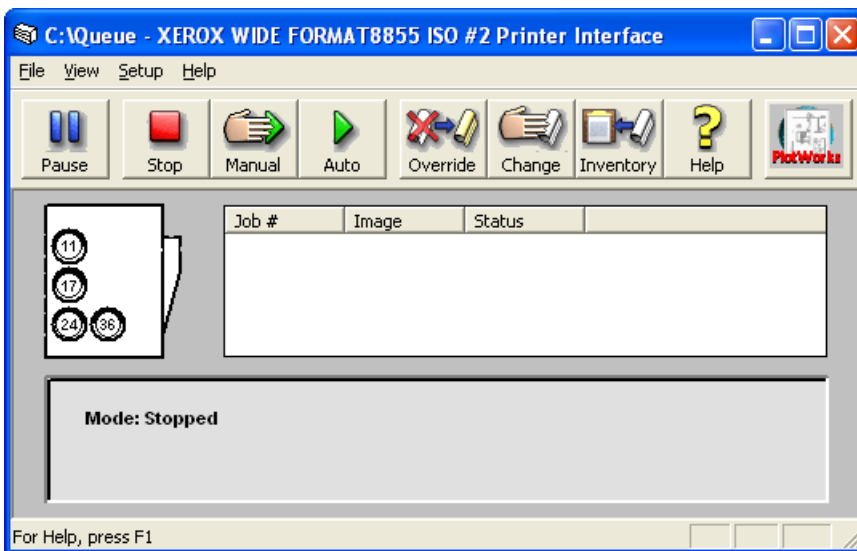 C:\Queue - XEROX WIDE FORMAT8855 ISO #2 Printer Interface
File View Setup Help
Pause Stop Manual Auto Override Change Inventory Help PlotWorks
Job # Image Status
11
17
24 36
Mode: Stopped
For Help, press F1